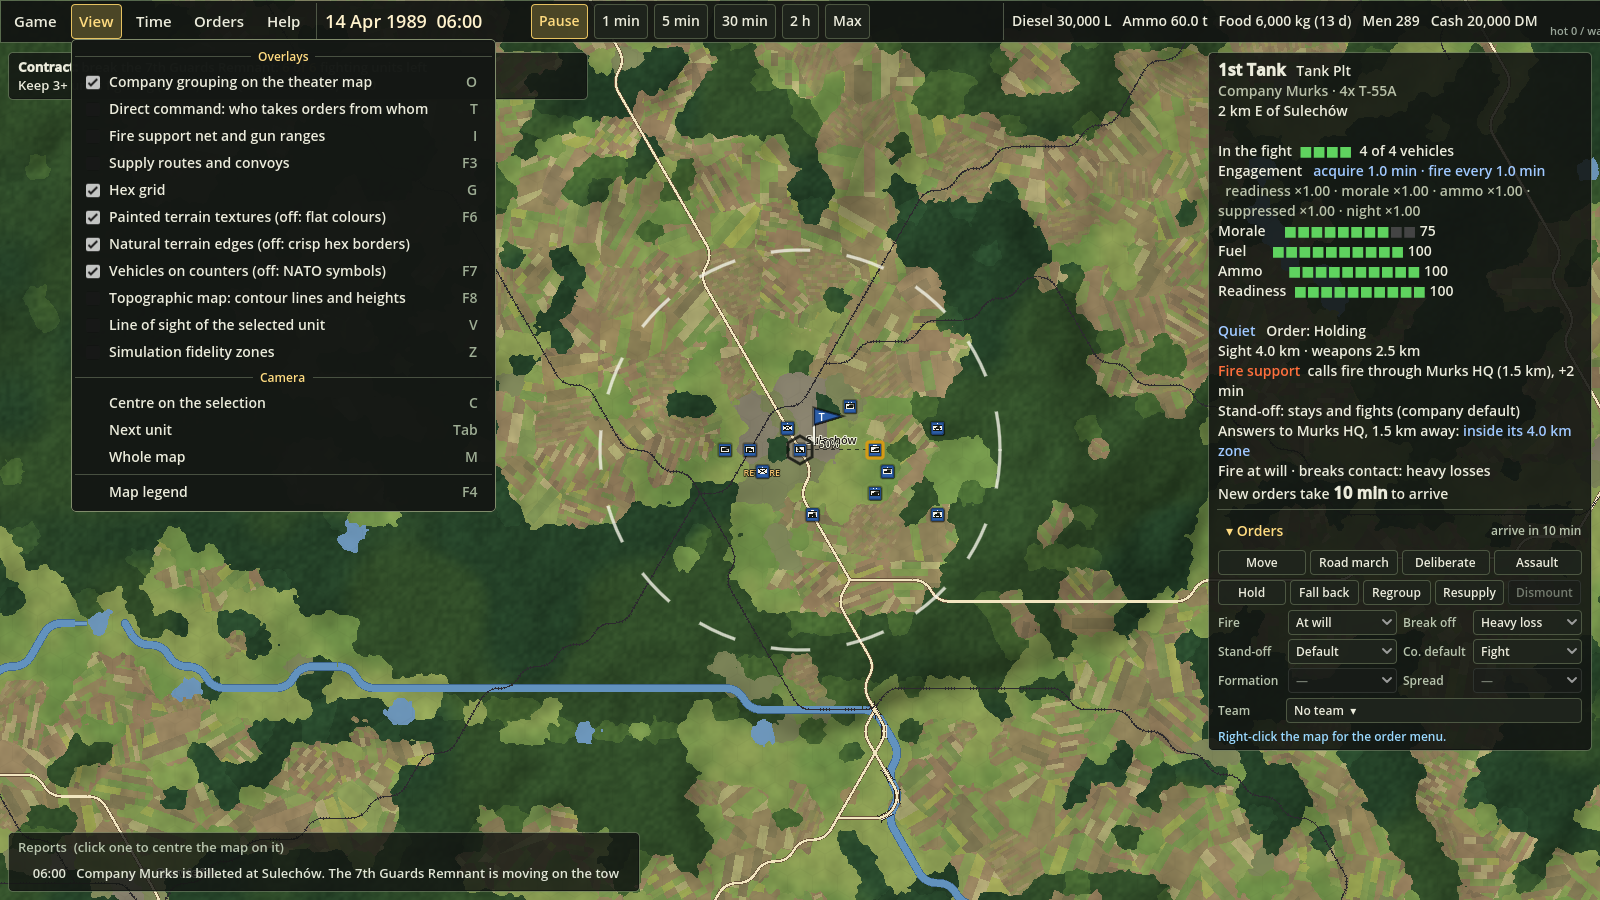 Game View Time Orders Help 14 Apr 1989 06:00 Pause 1 min 5 min 30 min 2 h Max Diesel 30,000 L Ammo 60.0 t Food 6,000 kg (13 d) Men 289 Cash 20,000 DM
hot 0 / wa
Contract
Keep 3+
Overlays
Company grouping on the theater map O
Direct command: who takes orders from whom T
Fire support net and gun ranges I
Supply routes and convoys F3
Hex grid G
Painted terrain textures (off: flat colours) F6
Natural terrain edges (off: crisp hex borders)
Vehicles on counters (off: NATO symbols) F7
Topographic map: contour lines and heights F8
Line of sight of the selected unit V
Simulation fidelity zones Z
Camera
Centre on the selection C
Next unit Tab
Whole map M
Map legend F4
T
Sulechów
50%
RE RE
1st Tank Tank Plt
Company Murks · 4x T-55A
2 km E of Sulechów
In the fight 4 of 4 vehicles
Engagement acquire 1.0 min · fire every 1.0 min
readiness ×1.00 · morale ×1.00 · ammo ×1.00 ·
suppressed ×1.00 · night ×1.00
Morale 75
Fuel 100
Ammo 100
Readiness 100
Quiet Order: Holding
Sight 4.0 km · weapons 2.5 km
Fire support calls fire through Murks HQ (1.5 km), +2
min
Stand-off: stays and fights (company default)
Answers to Murks HQ, 1.5 km away: inside its 4.0 km
zone
Fire at will · breaks contact: heavy losses
New orders take 10 min to arrive
▾ Orders arrive in 10 min
Move Road march Deliberate Assault
Hold Fall back Regroup Resupply Dismount
Fire At will Break off Heavy loss
Stand-off Default Co. default Fight
Formation — Spread —
Team No team ▾
Right-click the map for the order menu.
Reports (click one to centre the map on it)
06:00 Company Murks is billeted at Sulechów. The 7th Guards Remnant is moving on the tow